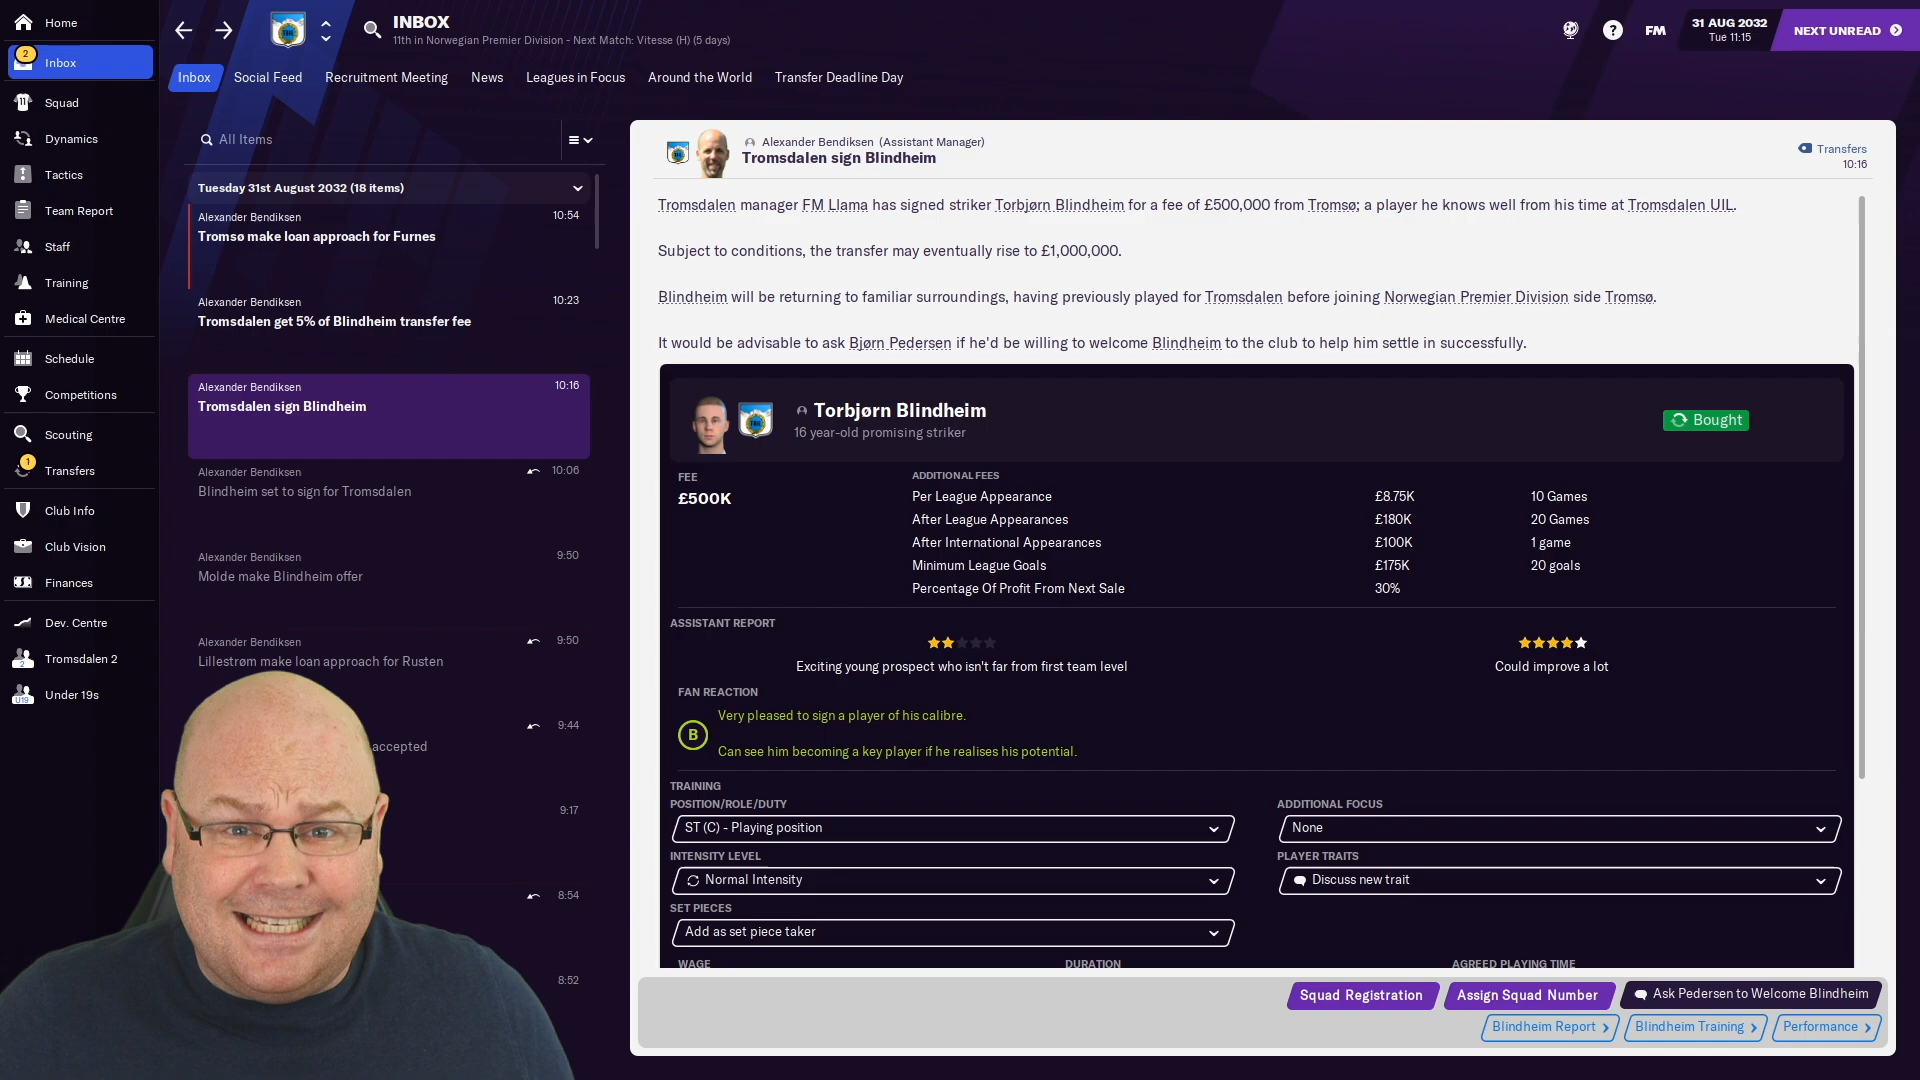 Home
2
Inbox
Squad
Dynamics
Tactics
Team Report
Staff
Training
Medical Centre
Schedule
Competitions
Scouting
1
Transfers
Club Info
Club Vision
Finances
Dev. Centre
2
Tromsdalen 2
U19
Under 19s
INBOX
11th in Norwegian Premier Division - Next Match: Vitesse (H) (5 days)
FM
31 AUG 2032
Tue 11:15
NEXT UNREAD
Inbox
Social Feed
Recruitment Meeting
News
Leagues in Focus
Around the World
Transfer Deadline Day
All Items
Tuesday 31st August 2032 (18 items)
Alexander Bendiksen
10:54
Tromsø make loan approach for Furnes
Alexander Bendiksen
10:23
Tromsdalen get 5% of Blindheim transfer fee
Alexander Bendiksen
10:16
Tromsdalen sign Blindheim
Alexander Bendiksen
10:06
Blindheim set to sign for Tromsdalen
Alexander Bendiksen
9:50
Molde make Blindheim offer
Alexander Bendiksen
9:50
Lillestrøm make loan approach for Rusten
9:44
accepted
9:17
8:54
8:52
Alexander Bendiksen (Assistant Manager)
Tromsdalen sign Blindheim
Transfers
10:16
Tromsdalen manager FM Llama has signed striker Torbjørn Blindheim for a fee of £500,000 from Tromsø; a player he knows well from his time at Tromsdalen UIL.
Subject to conditions, the transfer may eventually rise to £1,000,000.
Blindheim will be returning to familiar surroundings, having previously played for Tromsdalen before joining Norwegian Premier Division side Tromsø.
It would be advisable to ask Bjørn Pedersen if he'd be willing to welcome Blindheim to the club to help him settle in successfully.
Torbjørn Blindheim
16 year-old promising striker
Bought
FEE
£500K
ADDITIONAL FEES
Per League Appearance £8.75K 10 Games
After League Appearances £180K 20 Games
After International Appearances £100K 1 game
Minimum League Goals £175K 20 goals
Percentage Of Profit From Next Sale 30%
ASSISTANT REPORT
Exciting young prospect who isn't far from first team level
Could improve a lot
FAN REACTION
B
Very pleased to sign a player of his calibre.
Can see him becoming a key player if he realises his potential.
TRAINING
POSITION/ROLE/DUTY
ST (C) - Playing position
ADDITIONAL FOCUS
None
INTENSITY LEVEL
Normal Intensity
PLAYER TRAITS
Discuss new trait
SET PIECES
Add as set piece taker
WAGE
DURATION
AGREED PLAYING TIME
Squad Registration
Assign Squad Number
Ask Pedersen to Welcome Blindheim
Blindheim Report
Blindheim Training
Performance